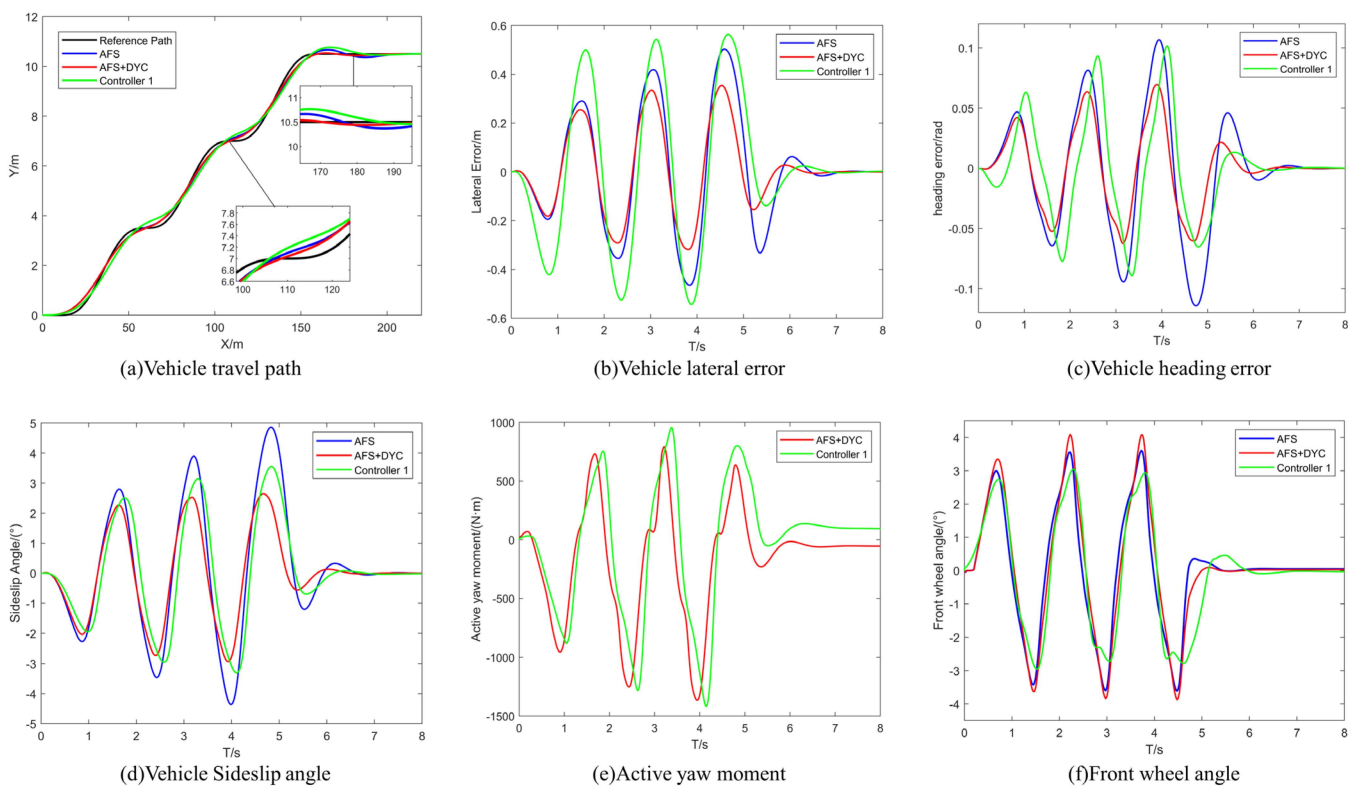 12
10
8
6
4
2
0
Y/m
Reference Path
AFS
AFS+DYC
Controller 1
11
10.5
10
170 180 190
7.8
7.6
7.4
7.2
7
6.8
6.6
100 110 120
0 50 100 150 200
X/m
(a)Vehicle travel path
0.6
0.4
0.2
0
-0.2
-0.4
-0.6
Lateral Error/m
AFS
AFS+DYC
Controller 1
0 1 2 3 4 5 6 7 8
T/s
(b)Vehicle lateral error
0.1
0.05
0
-0.05
-0.1
heading error/rad
AFS
AFS+DYC
Controller 1
0 1 2 3 4 5 6 7 8
T/s
(c)Vehicle heading error
5
4
3
2
1
0
-1
-2
-3
-4
-5
Sideslip Angle/(°)
AFS
AFS+DYC
Controller 1
0 1 2 3 4 5 6 7 8
T/s
(d)Vehicle Sideslip angle
1000
500
0
-500
-1000
-1500
Active yaw moment/(N·m)
AFS+DYC
Controller 1
0 1 2 3 4 5 6 7 8
T/s
(e)Active yaw moment
4
3
2
1
0
-1
-2
-3
-4
Front wheel angle/(°)
AFS
AFS+DYC
Controller 1
0 1 2 3 4 5 6 7 8
T/s
(f)Front wheel angle